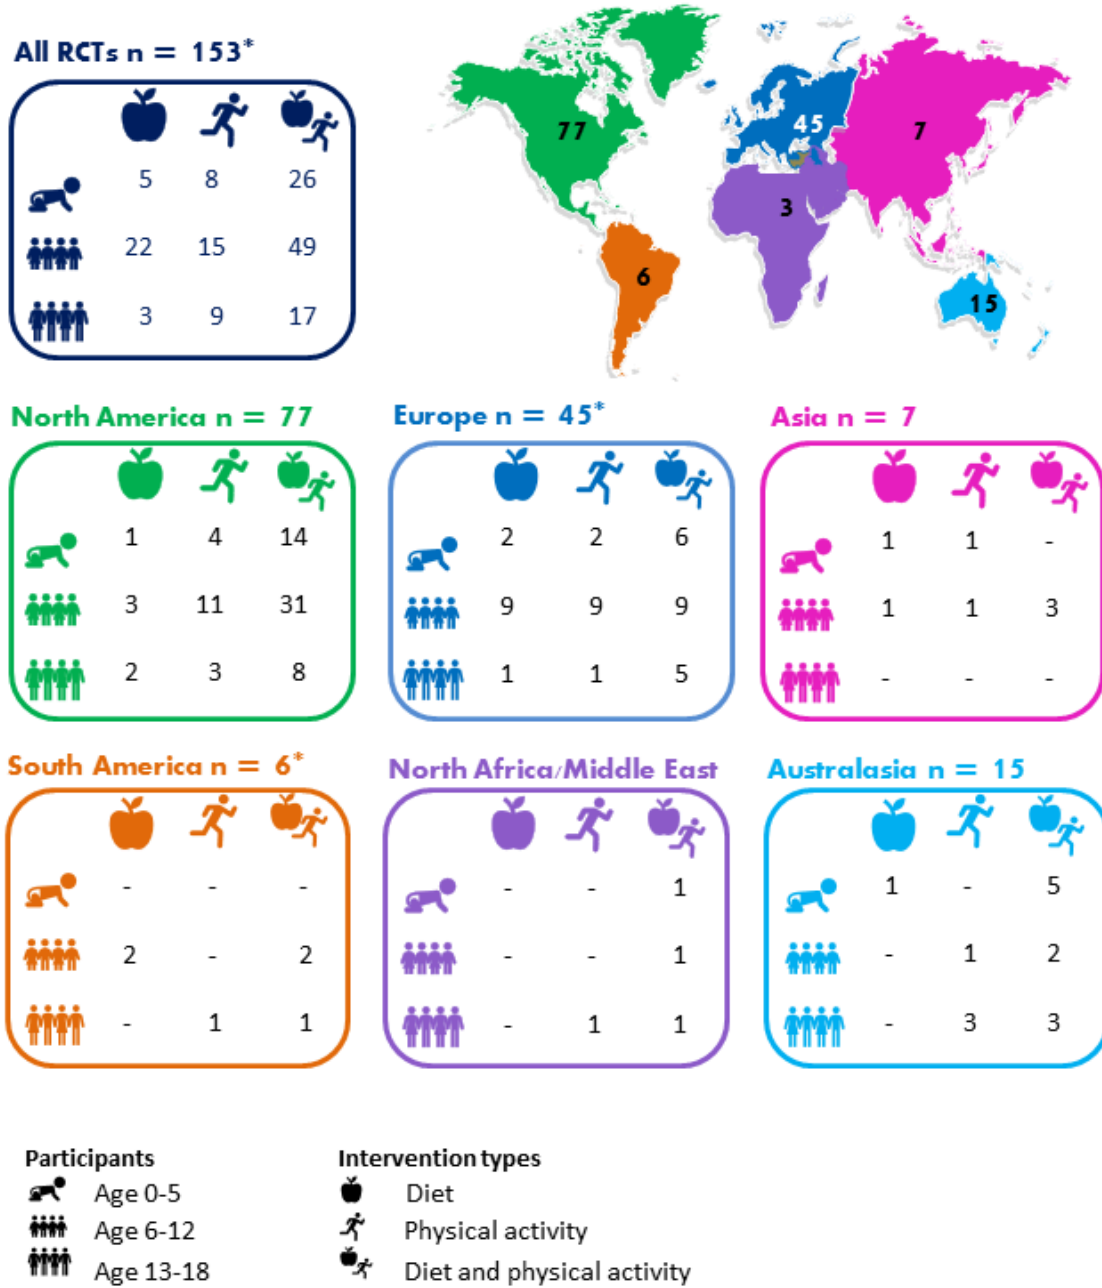 All RCTs n = 153*
5 8 26
22 15 49
3 9 17
77
45
7
3
6
15
North America n = 77
1 4 14
3 11 31
2 3 8
Europe n = 45*
2 2 6
9 9 9
1 1 5
Asia n = 7
1 1 -
1 1 3
- - -
South America n = 6*
- - -
2 - 2
- 1 1
North Africa/Middle East
- - 1
- - 1
- 1 1
Australasia n = 15
1 - 5
- 1 2
- 3 3
Participants
Age 0-5
Age 6-12
Age 13-18
Intervention types
Diet
Physical activity
Diet and physical activity